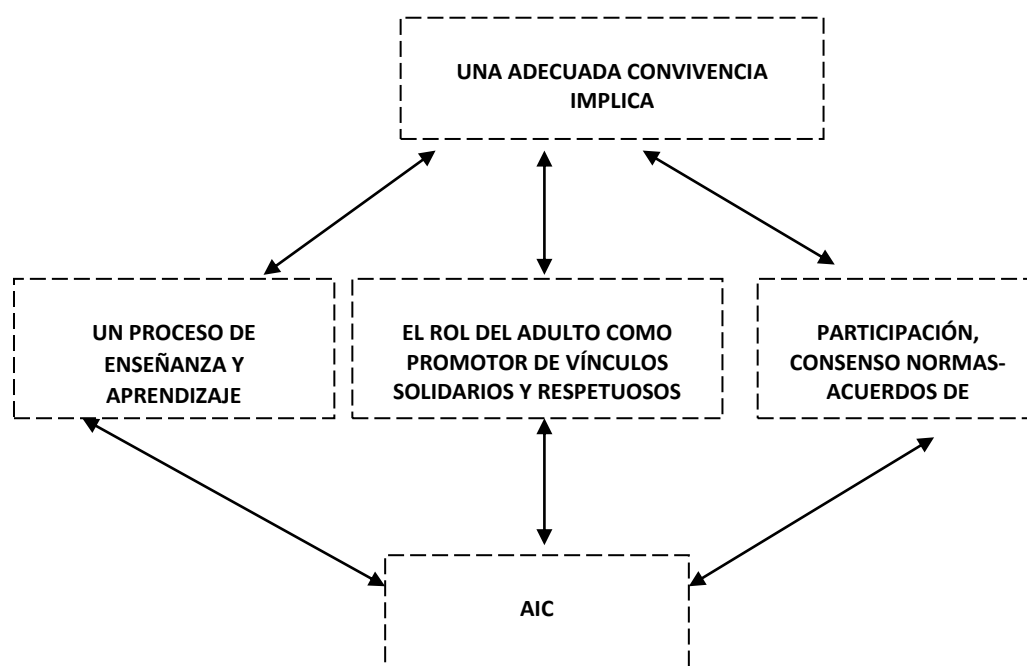 UNA ADECUADA CONVIVENCIA
IMPLICA
UN PROCESO DE
ENSEÑANZA Y
APRENDIZAJE
EL ROL DEL ADULTO COMO
PROMOTOR DE VÍNCULOS
SOLIDARIOS Y RESPETUOSOS
PARTICIPACIÓN,
CONSENSO NORMAS-
ACUERDOS DE
AIC